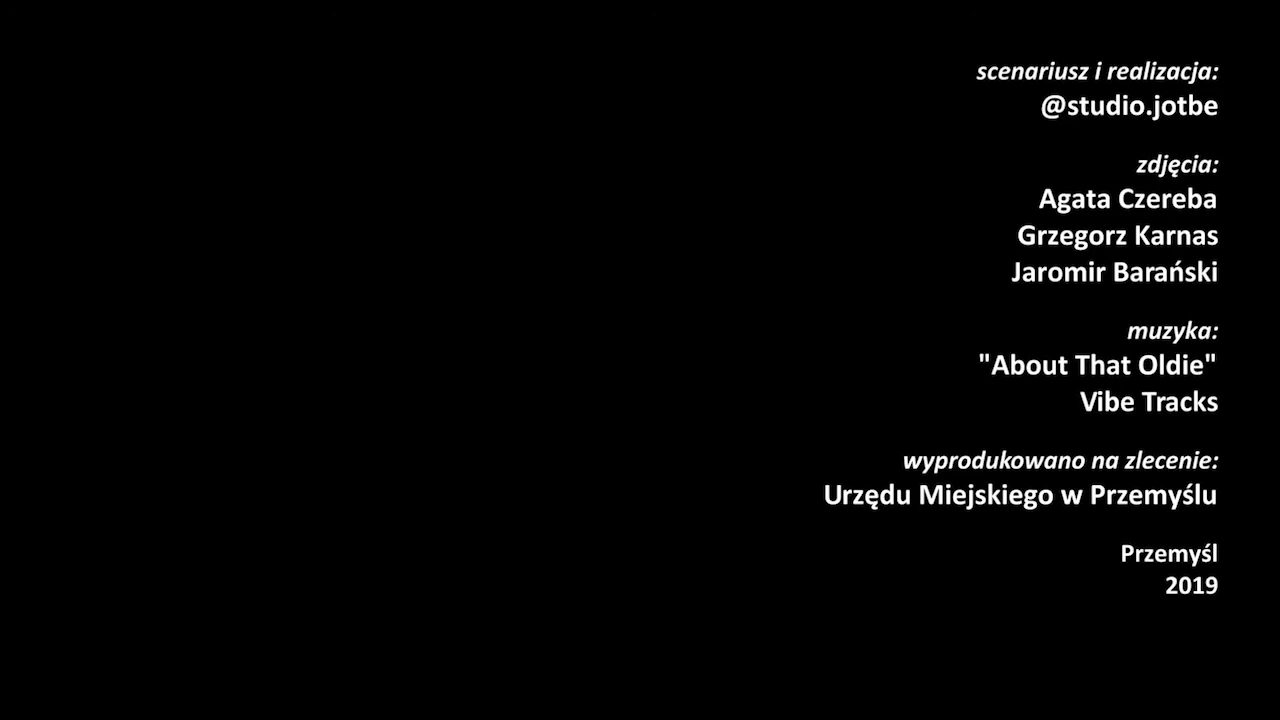 scenariusz i realizacja:
@studio.jotbe
zdjęcia:
Agata Czereba
Grzegorz Karnas
Jaromir Barański
muzyka:
"About That Oldie"
Vibe Tracks
wyprodukowano na zlecenie:
Urzędu Miejskiego w Przemyślu
Przemyśl
2019